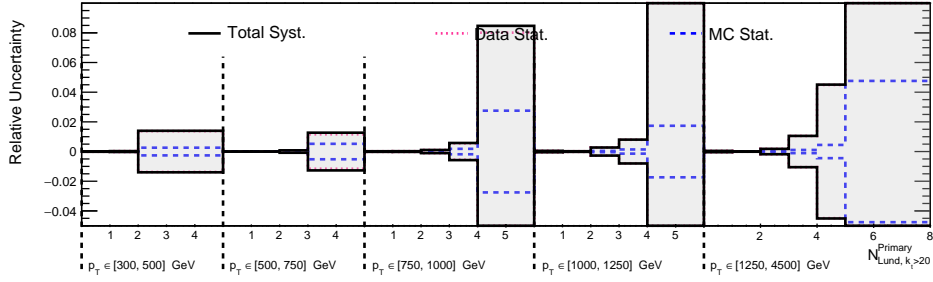 Relative Uncertainty
Total Syst. Data Stat. MC Stat.
0.08
0.06
0.04
0.02
0
−0.02
−0.04
1 2 3 4 1 2 3 4 1 2 3 4 5 1 2 3 4 5 2 4 6 8
p_T ∈ [300, 500] GeV p_T ∈ [500, 750] GeV p_T ∈ [750, 1000] GeV p_T ∈ [1000, 1250] GeV p_T ∈ [1250, 4500] GeV
N^Primary_Lund, k_t>20